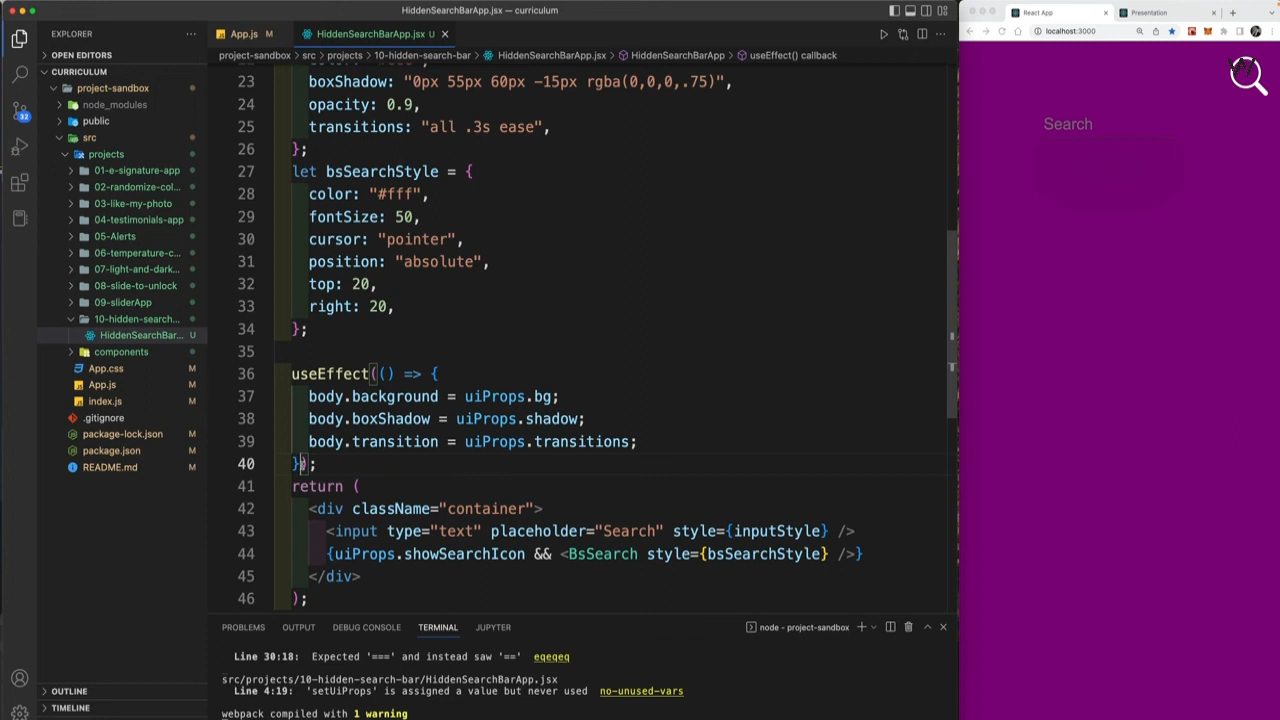 HiddenSearchBarApp.jsx — curriculum
React App
Presentation
localhost:3000
EXPLORER
App.js M
HiddenSearchBarApp.jsx U
OPEN EDITORS
CURRICULUM
project-sandbox
node_modules
public
src
projects
01-e-signature-app
02-randomize-col...
03-like-my-photo
04-testimonials-app
05-Alerts
06-temperature-c...
07-light-and-dark...
08-slide-to-unlock
09-sliderApp
10-hidden-search...
HiddenSearchBar... U
components
App.css M
App.js M
index.js M
.gitignore
package-lock.json M
package.json M
README.md M
OUTLINE
TIMELINE
32
project-sandbox > src > projects > 10-hidden-search-bar > HiddenSearchBarApp.jsx > HiddenSearchBarApp > useEffect() callback
23 boxShadow: "0px 55px 60px -15px rgba(0,0,0,.75)",
24 opacity: 0.9,
25 transitions: "all .3s ease",
26 };
27 let bsSearchStyle = {
28 color: "#fff",
29 fontSize: 50,
30 cursor: "pointer",
31 position: "absolute",
32 top: 20,
33 right: 20,
34 };
35
36 useEffect(() => {
37 body.background = uiProps.bg;
38 body.boxShadow = uiProps.shadow;
39 body.transition = uiProps.transitions;
40 });
41 return (
42 <div className="container">
43 <input type="text" placeholder="Search" style={inputStyle} />
44 {uiProps.showSearchIcon && <BsSearch style={bsSearchStyle} />}
45 </div>
46 );
PROBLEMS OUTPUT DEBUG CONSOLE TERMINAL JUPYTER
node - project-sandbox
Line 30:18: Expected '===' and instead saw '==' eqeqeq
src/projects/10-hidden-search-bar/HiddenSearchBarApp.jsx
Line 4:19: 'setUiProps' is assigned a value but never used no-unused-vars
webpack compiled with 1 warning
Search